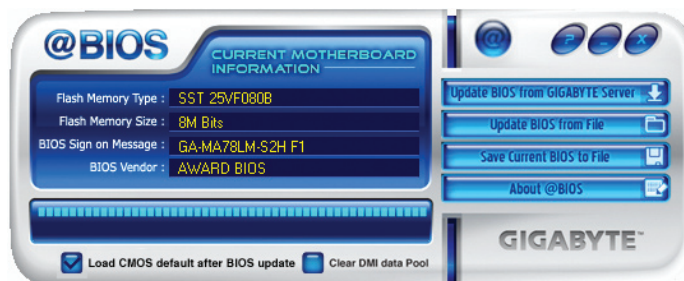 @BIOS
CURRENT MOTHERBOARD
INFORMATION
Flash Memory Type : SST 25VF080B
Flash Memory Size : 8M Bits
BIOS Sign on Message : GA-MA78LM-S2H F1
BIOS Vendor : AWARD BIOS
Load CMOS default after BIOS update
Clear DMI data Pool
@
? _ X
Update BIOS from GIGABYTE Server
Update BIOS from File
Save Current BIOS to File
About @BIOS
GIGABYTE™